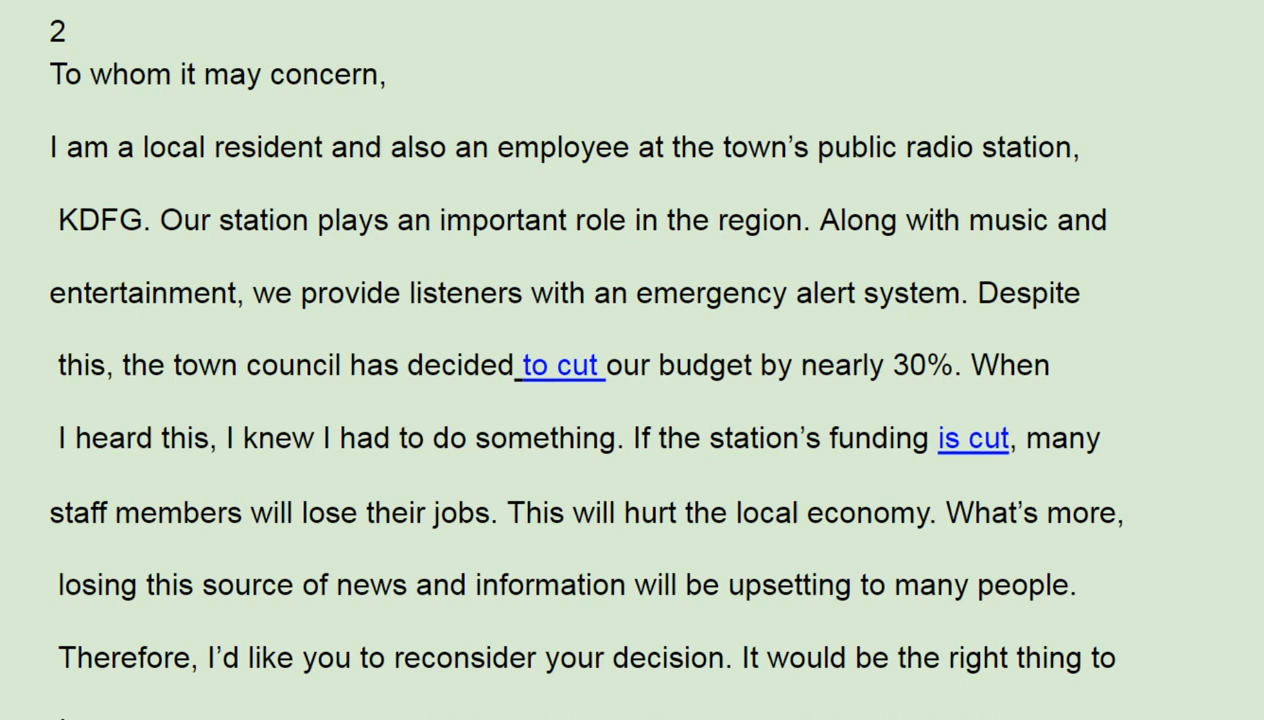 2
To whom it may concern,
I am a local resident and also an employee at the town’s public radio station,
KDFG. Our station plays an important role in the region. Along with music and
entertainment, we provide listeners with an emergency alert system. Despite
this, the town council has decided to cut our budget by nearly 30%. When
I heard this, I knew I had to do something. If the station’s funding is cut, many
staff members will lose their jobs. This will hurt the local economy. What’s more,
losing this source of news and information will be upsetting to many people.
Therefore, I’d like you to reconsider your decision. It would be the right thing to